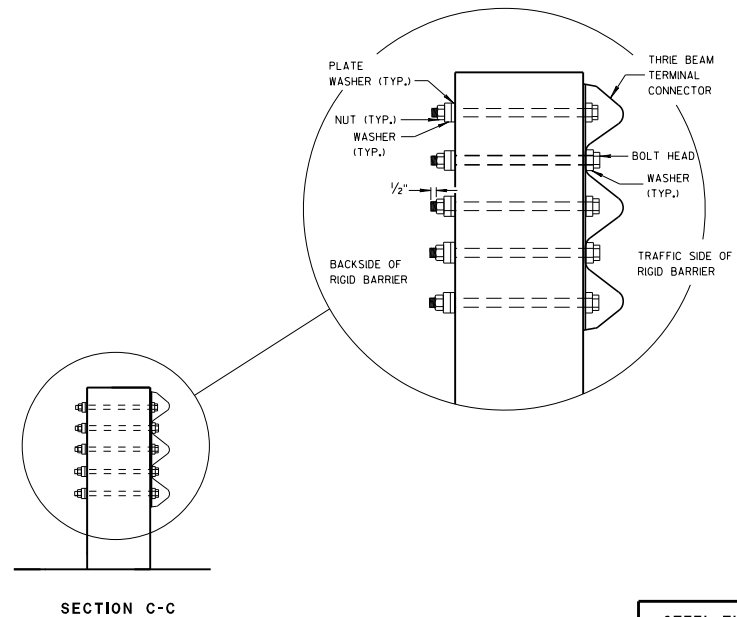 PLATE
WASHER (TYP.)
NUT (TYP.)
WASHER
(TYP.)
1/2"
BACKSIDE OF
RIGID BARRIER
THRIE BEAM
TERMINAL
CONNECTOR
BOLT HEAD
WASHER
(TYP.)
TRAFFIC SIDE OF
RIGID BARRIER
SECTION C-C